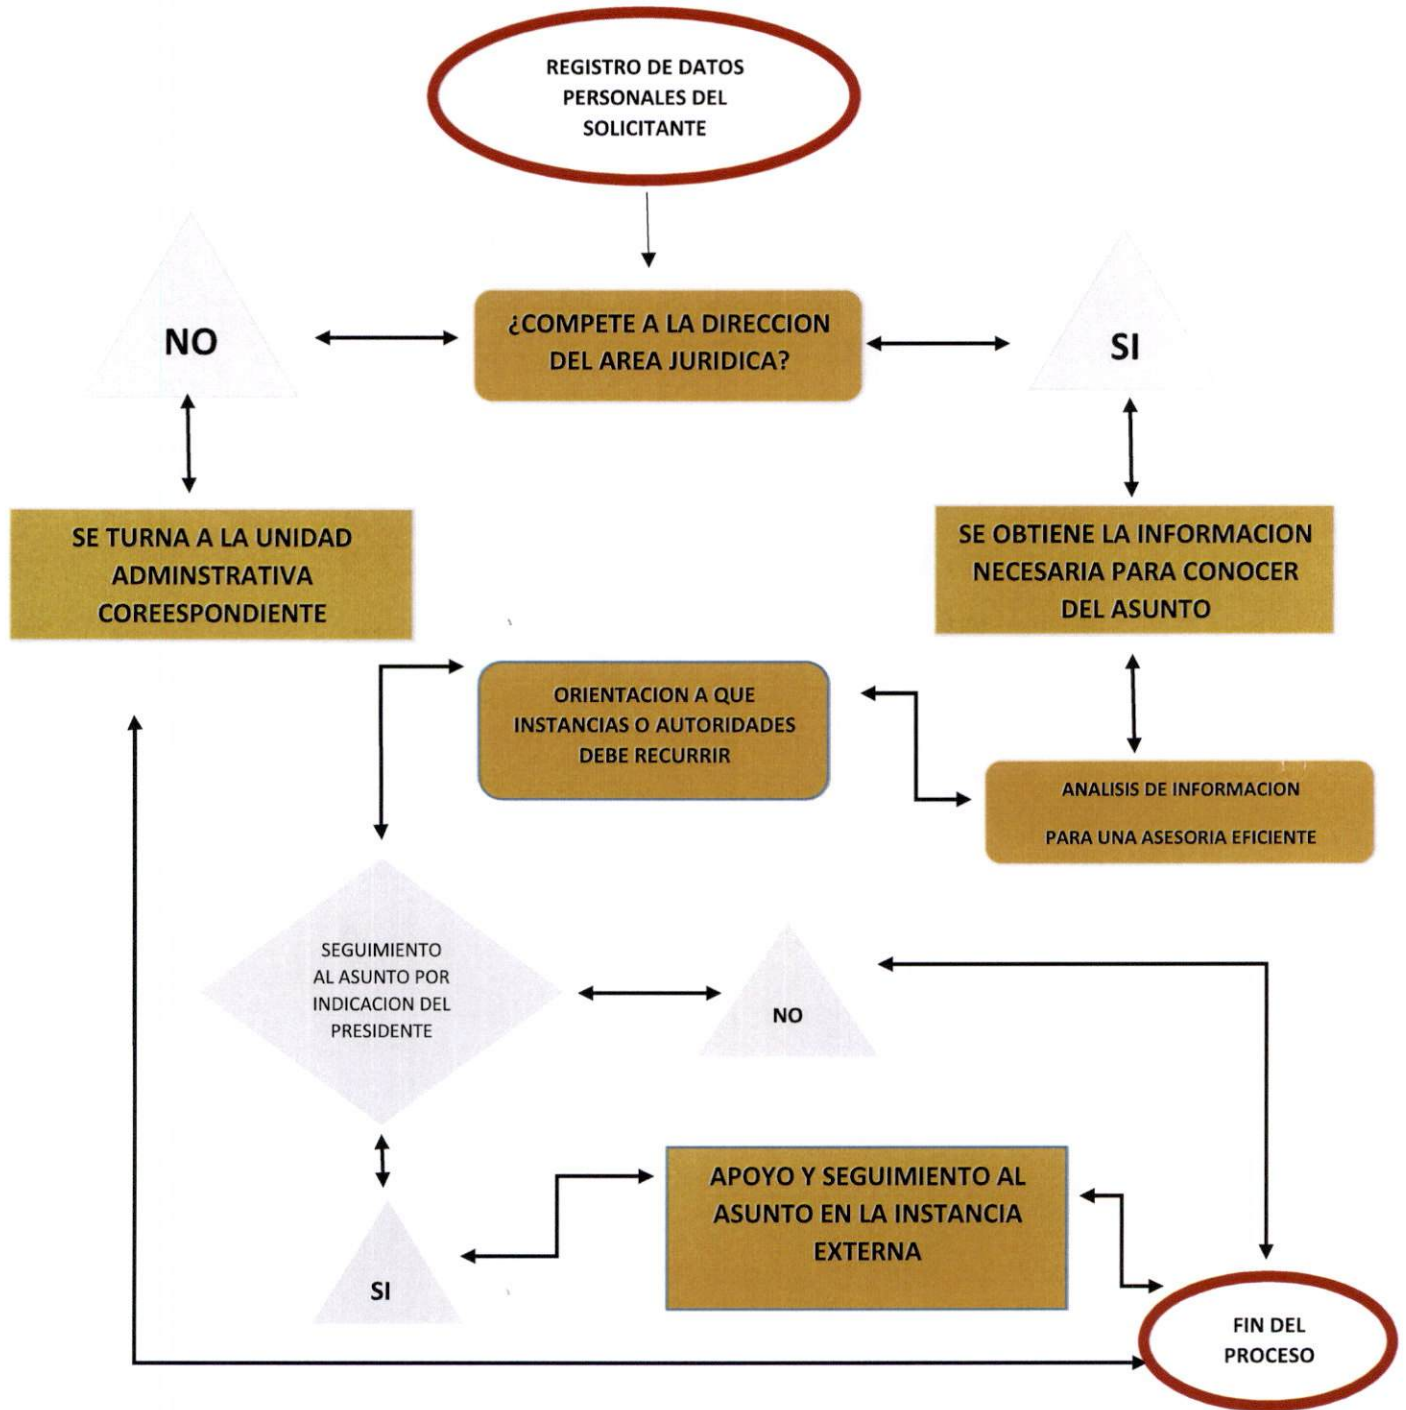 REGISTRO DE DATOS
PERSONALES DEL
SOLICITANTE
¿COMPETE A LA DIRECCION
DEL AREA JURIDICA?
NO
SI
SE TURNA A LA UNIDAD
ADMINSTRATIVA
COREESPONDIENTE
SE OBTIENE LA INFORMACION
NECESARIA PARA CONOCER
DEL ASUNTO
ORIENTACION A QUE
INSTANCIAS O AUTORIDADES
DEBE RECURRIR
ANALISIS DE INFORMACION
PARA UNA ASESORIA EFICIENTE
SEGUIMIENTO
AL ASUNTO POR
INDICACION DEL
PRESIDENTE
NO
APOYO Y SEGUIMIENTO AL
ASUNTO EN LA INSTANCIA
EXTERNA
SI
FIN DEL
PROCESO